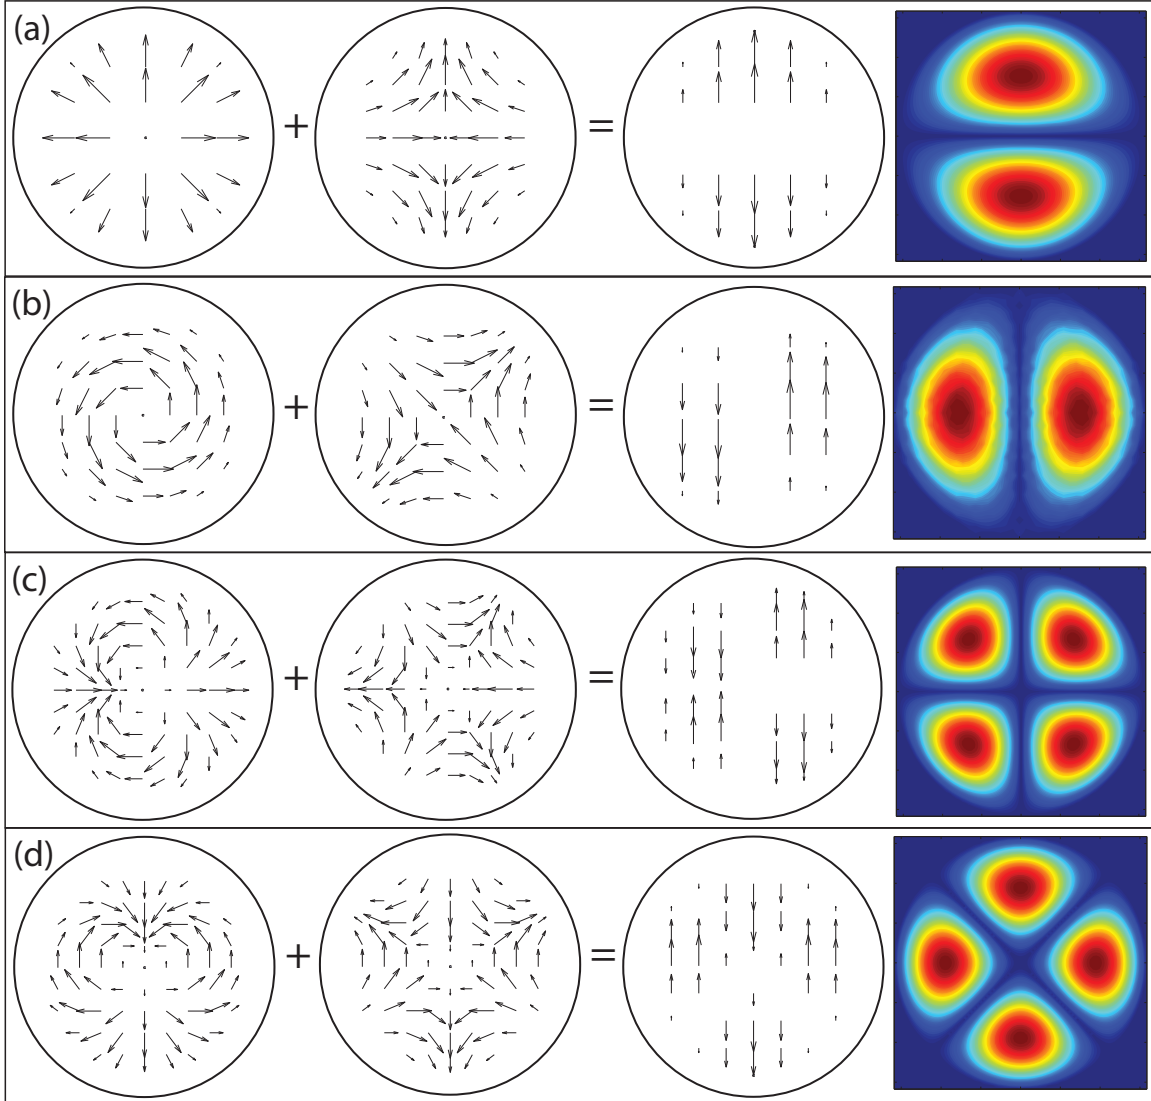 (a)
+ =
(b)
+ =
(c)
+ =
(d)
+ =